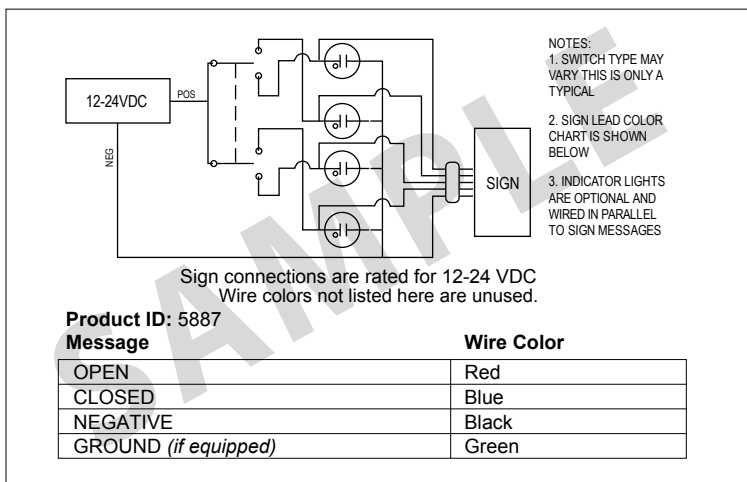 12-24VDC
POS
NEG
SIGN
NOTES:
1. SWITCH TYPE MAY
VARY THIS IS ONLY A
TYPICAL
2. SIGN LEAD COLOR
CHART IS SHOWN
BELOW
3. INDICATOR LIGHTS
ARE OPTIONAL AND
WIRED IN PARALLEL
TO SIGN MESSAGES
SAMPLE
Sign connections are rated for 12-24 VDC
Wire colors not listed here are unused.
Product ID: 5887
Message Wire Color
OPEN Red
CLOSED Blue
NEGATIVE Black
GROUND (if equipped) Green